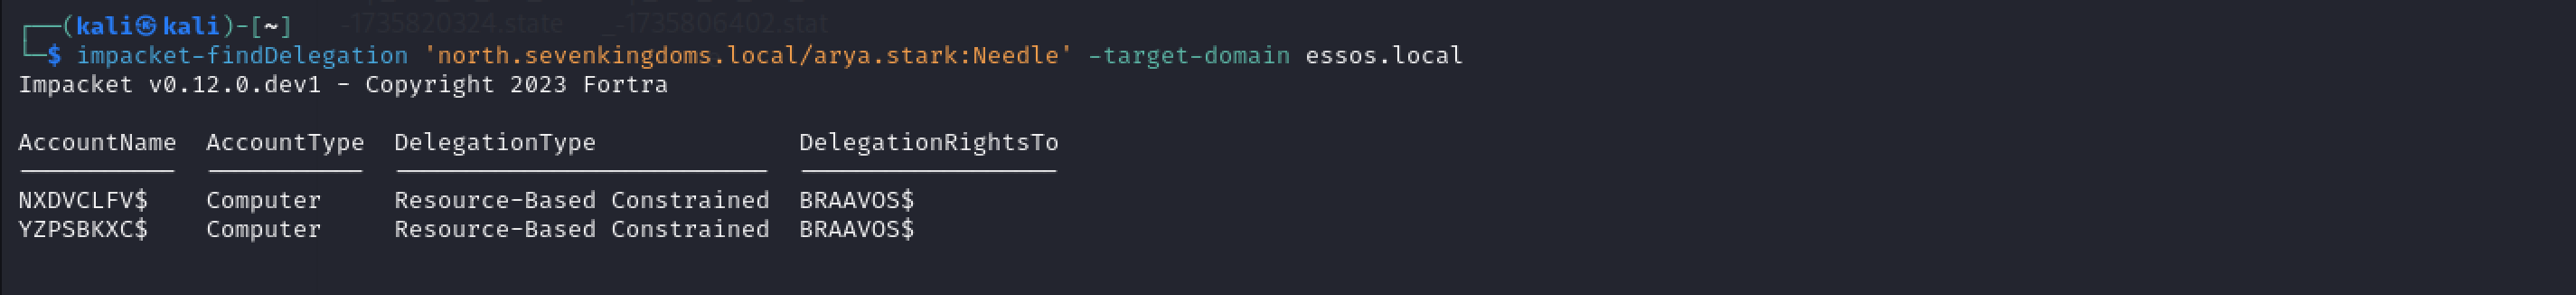 ┌──(kali㉿kali)-[~]
-1735820324.state _-1735806402.stat
└─$ impacket-findDelegation 'north.sevenkingdoms.local/arya.stark:Needle' -target-domain essos.local
Impacket v0.12.0.dev1 - Copyright 2023 Fortra
AccountName AccountType DelegationType DelegationRightsTo
NXDVCLFV$ Computer Resource-Based Constrained BRAAVOS$
YZPSBKXC$ Computer Resource-Based Constrained BRAAVOS$